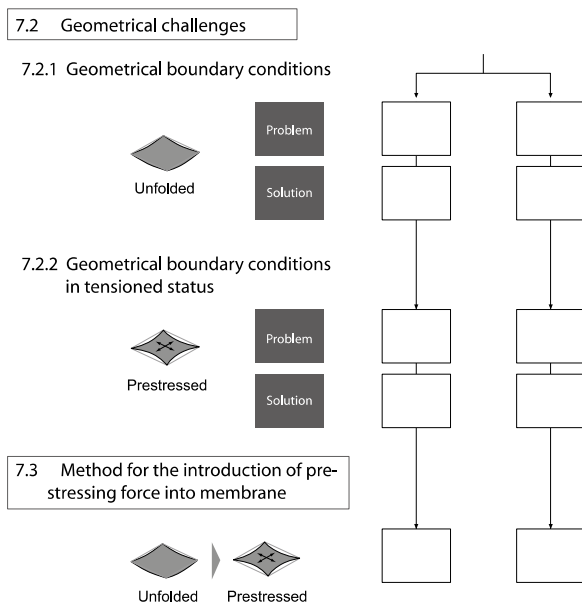 7.2 Geometrical challenges
7.2.1 Geometrical boundary conditions
Problem
Unfolded
Solution
7.2.2 Geometrical boundary conditions
in tensioned status
Problem
Prestressed
Solution
7.3 Method for the introduction of pre-
stressing force into membrane
Unfolded
Prestressed